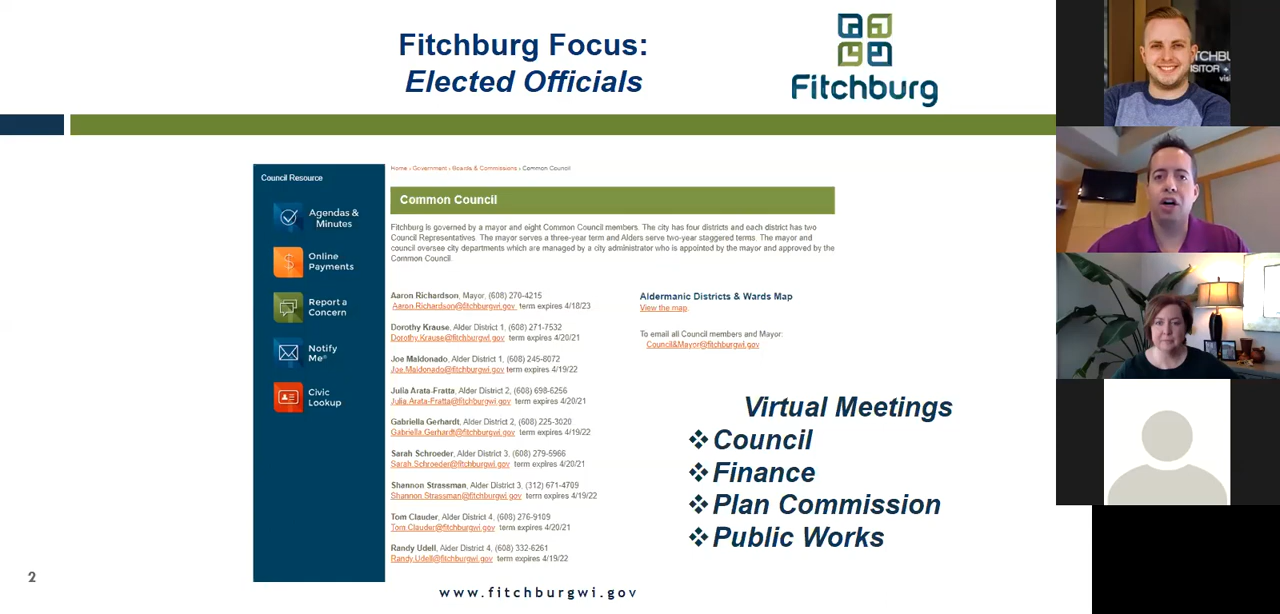 Fitchburg Focus:
Elected Officials
Fitchburg
Council Resource
Agendas &
Minutes
Online
Payments
Report a
Concern
Notify
Me®
Civic
Lookup
Home › Government › Boards & Commissions › Common Council
Common Council
Fitchburg is governed by a mayor and eight Common Council members. The city has four districts and each district has two
Council Representatives. The mayor serves a three-year term and Alders serve two-year staggered terms. The mayor and
council oversee city departments which are managed by a city administrator who is appointed by the mayor and approved by the
Common Council.
Aaron Richardson, Mayor, (608) 270-4215
Aaron.Richardson@fitchburgwi.gov term expires 4/18/23
Dorothy Krause, Alder District 1, (608) 271-7532
Dorothy.Krause@fitchburgwi.gov term expires 4/20/21
Joe Maldonado, Alder District 1, (608) 245-8072
Joe.Maldonado@fitchburgwi.gov term expires 4/19/22
Julia Arata-Fratta, Alder District 2, (608) 698-6256
Julia.Arata-Fratta@fitchburgwi.gov term expires 4/20/21
Gabriella Gerhardt, Alder District 2, (608) 225-3020
Gabriella.Gerhardt@fitchburgwi.gov term expires 4/19/22
Sarah Schroeder, Alder District 3, (608) 279-5966
Sarah.Schroeder@fitchburgwi.gov term expires 4/20/21
Shannon Strassman, Alder District 3, (312) 671-4709
Shannon.Strassman@fitchburgwi.gov term expires 4/19/22
Tom Clauder, Alder District 4, (608) 276-9109
Tom.Clauder@fitchburgwi.gov term expires 4/20/21
Randy Udell, Alder District 4, (608) 332-6261
Randy.Udell@fitchburgwi.gov term expires 4/19/22
Aldermanic Districts & Wards Map
View the map.
To email all Council members and Mayor:
Council&Mayor@fitchburgwi.gov
Virtual Meetings
❖Council
❖Finance
❖Plan Commission
❖Public Works
2
www.fitchburgwi.gov
TCHBU
ISITOR +